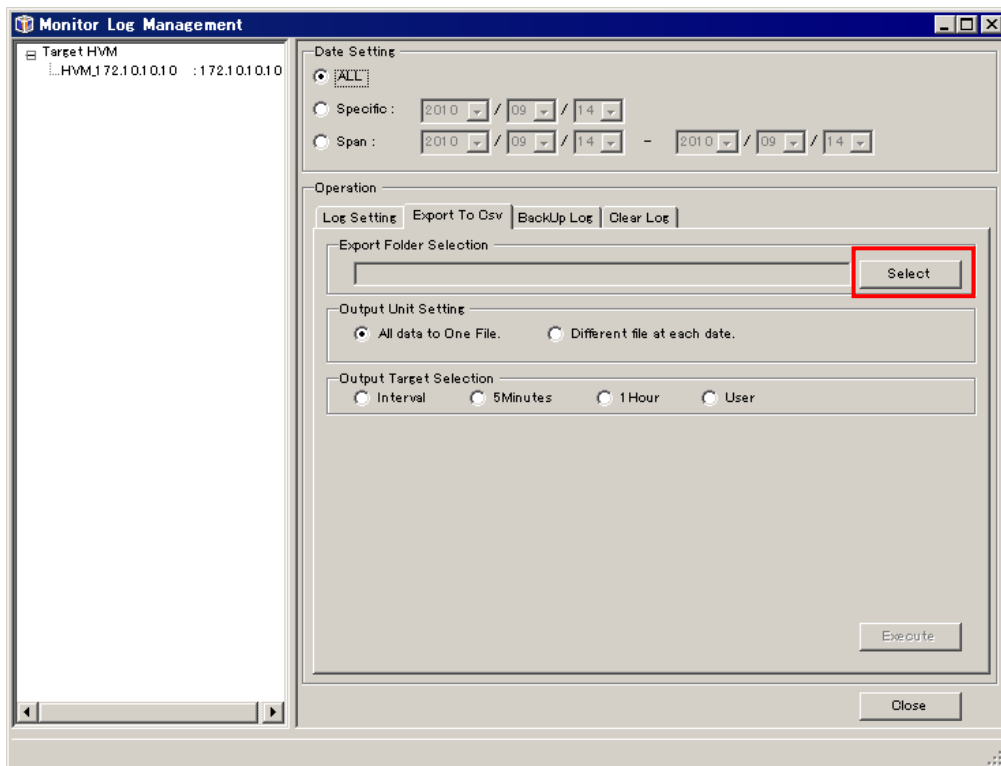 Monitor Log Management
Target HVM
HVM_172.10.10.10 :172.10.10.10
Date Setting
ALL
Specific : 2010 / 09 / 14
Span : 2010 / 09 / 14 - 2010 / 09 / 14
Operation
Log Setting Export To Csv BackUp Log Clear Log
Export Folder Selection
Select
Output Unit Setting
All data to One File. Different file at each date.
Output Target Selection
Interval 5Minutes 1Hour User
Execute
Close